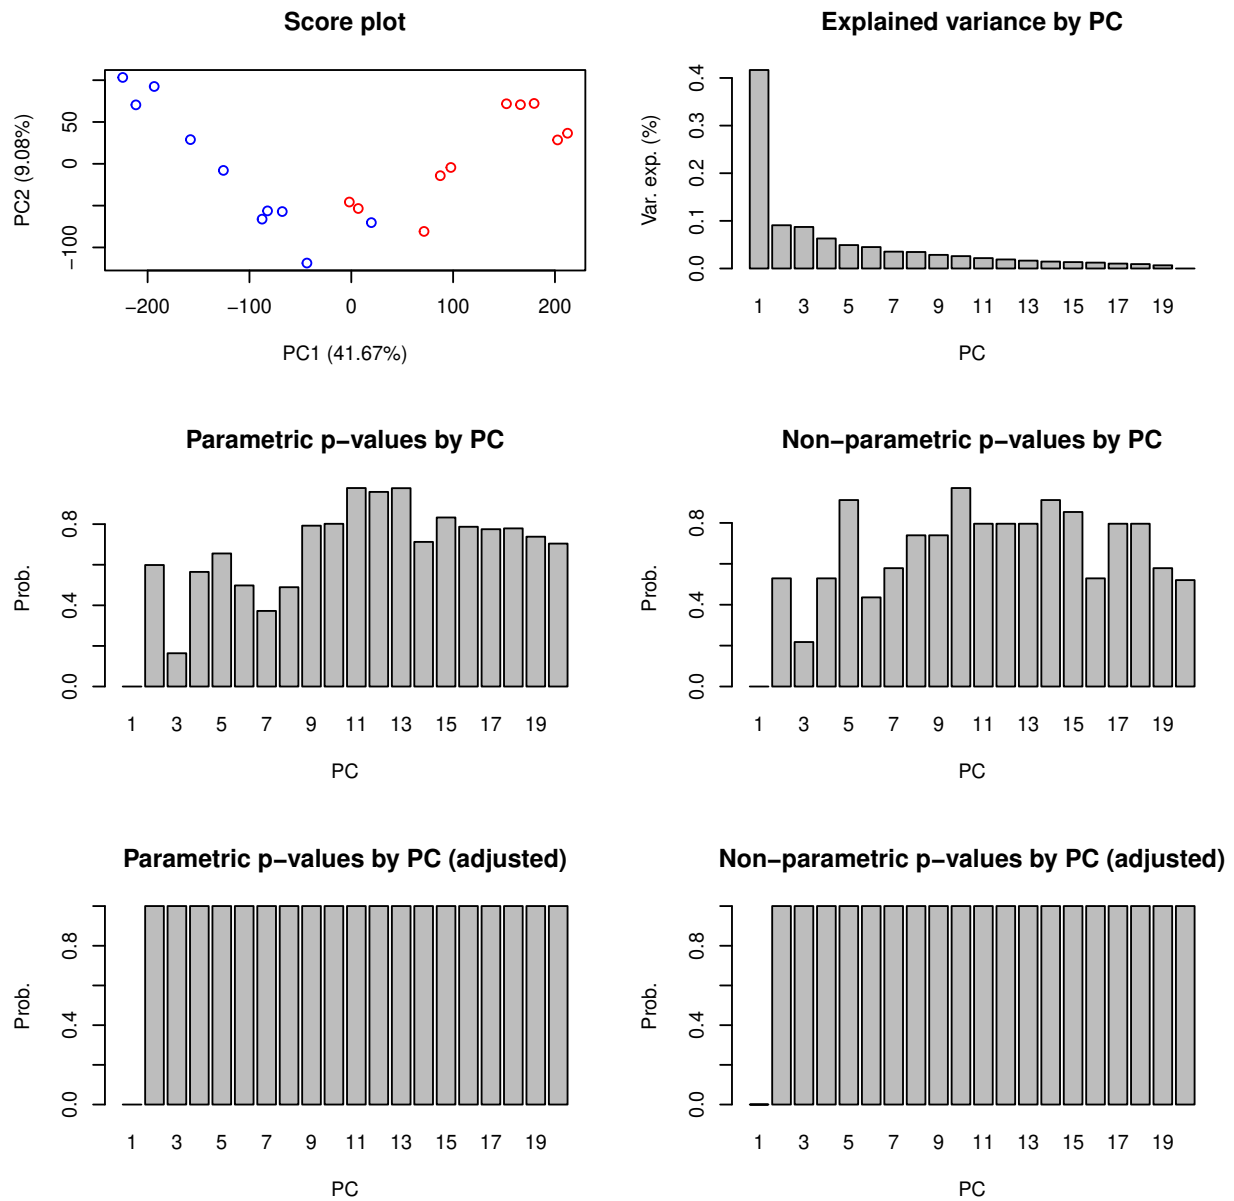 Score plot
PC2 (9.08%)
50
0
−100
−200
−100
0
100
200
PC1 (41.67%)
Explained variance by PC
Var. exp. (%)
0.4
0.3
0.2
0.1
0.0
1 3 5 7 9 11 13 15 17 19
PC
Parametric p−values by PC
Prob.
0.8
0.4
0.0
1 3 5 7 9 11 13 15 17 19
PC
Non−parametric p−values by PC
Prob.
0.8
0.4
0.0
1 3 5 7 9 11 13 15 17 19
PC
Parametric p−values by PC (adjusted)
Prob.
0.8
0.4
0.0
1 3 5 7 9 11 13 15 17 19
PC
Non−parametric p−values by PC (adjusted)
Prob.
0.8
0.4
0.0
1 3 5 7 9 11 13 15 17 19
PC